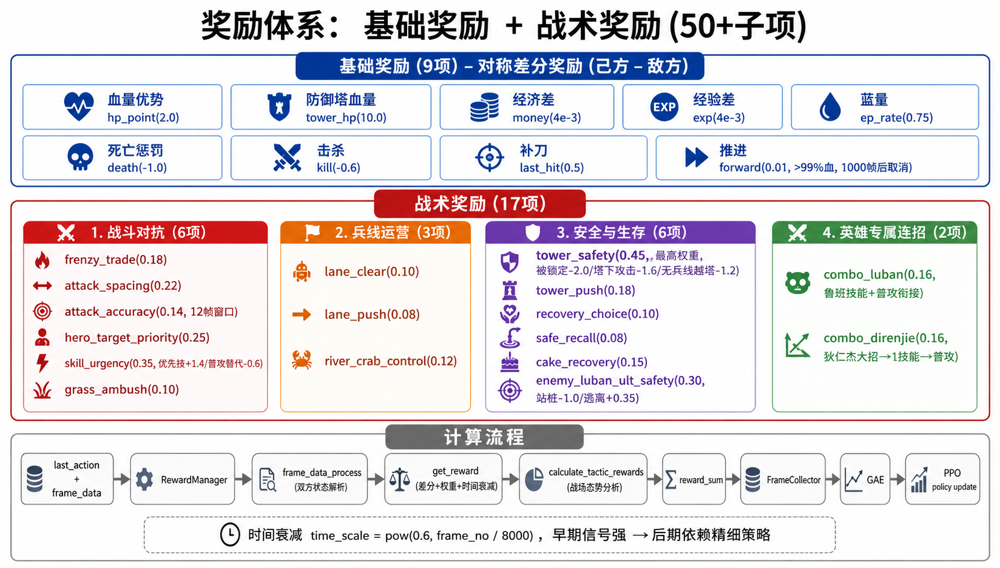 奖励体系： 基础奖励 + 战术奖励 (50+子项)
基础奖励 (9项) – 对称差分奖励 (己方 – 敌方)
血量优势
hp_point(2.0)
防御塔血量
tower_hp(10.0)
经济差
money(4e-3)
EXP
经验差
exp(4e-3)
蓝量
ep_rate(0.75)
死亡惩罚
death(-1.0)
击杀
kill(-0.6)
补刀
last_hit(0.5)
推进
forward(0.01, >99%血, 1000帧后取消)
战术奖励 (17项)
1. 战斗对抗 (6项)
frenzy_trade(0.18)
attack_spacing(0.22)
attack_accuracy(0.14, 12帧窗口)
hero_target_priority(0.25)
skill_urgency(0.35, 优先技+1.4/普攻替代-0.6)
grass_ambush(0.10)
2. 兵线运营 (3项)
lane_clear(0.10)
lane_push(0.08)
river_crab_control(0.12)
3. 安全与生存 (6项)
tower_safety(0.45,, 最高权重,
被锁定-2.0/塔下攻击-1.6/无兵线越塔-1.2)
tower_push(0.18)
recovery_choice(0.10)
safe_recall(0.08)
cake_recovery(0.15)
enemy_luban_ult_safety(0.30,
站桩-1.0/逃离+0.35)
4. 英雄专属连招 (2项)
combo_luban(0.16,
鲁班技能+普攻衔接)
combo_direnjie(0.16,
狄仁杰大招→1技能→普攻)
计算流程
last_action
+
frame_data
RewardManager
frame_data_process
(双方状态解析)
get_reward
(差分+权重+时间衰减)
calculate_tactic_rewards
(战场态势分析)
Σ reward_sum
FrameCollector
GAE
PPO
policy update
时间衰减 time_scale = pow(0.6, frame_no / 8000) ，早期信号强 → 后期依赖精细策略